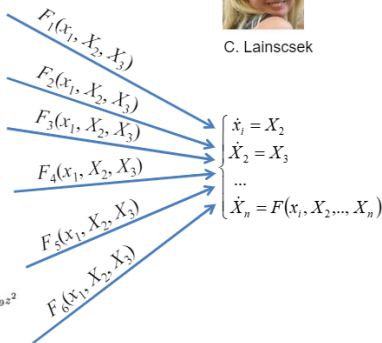 C. Lainscsek
F₁(x₁, X₂, X₃)
F₂(x₁, X₂, X₃)
F₃(x₁, X₂, X₃)
F₄(x₁, X₂, X₃)
F₅(x₁, X₂, X₃)
F₆(x₁, X₂, X₃)
ẋᵢ = X₂
Ẋ₂ = X₃
...
Ẋₙ = F(xᵢ, X₂,.., Xₙ)